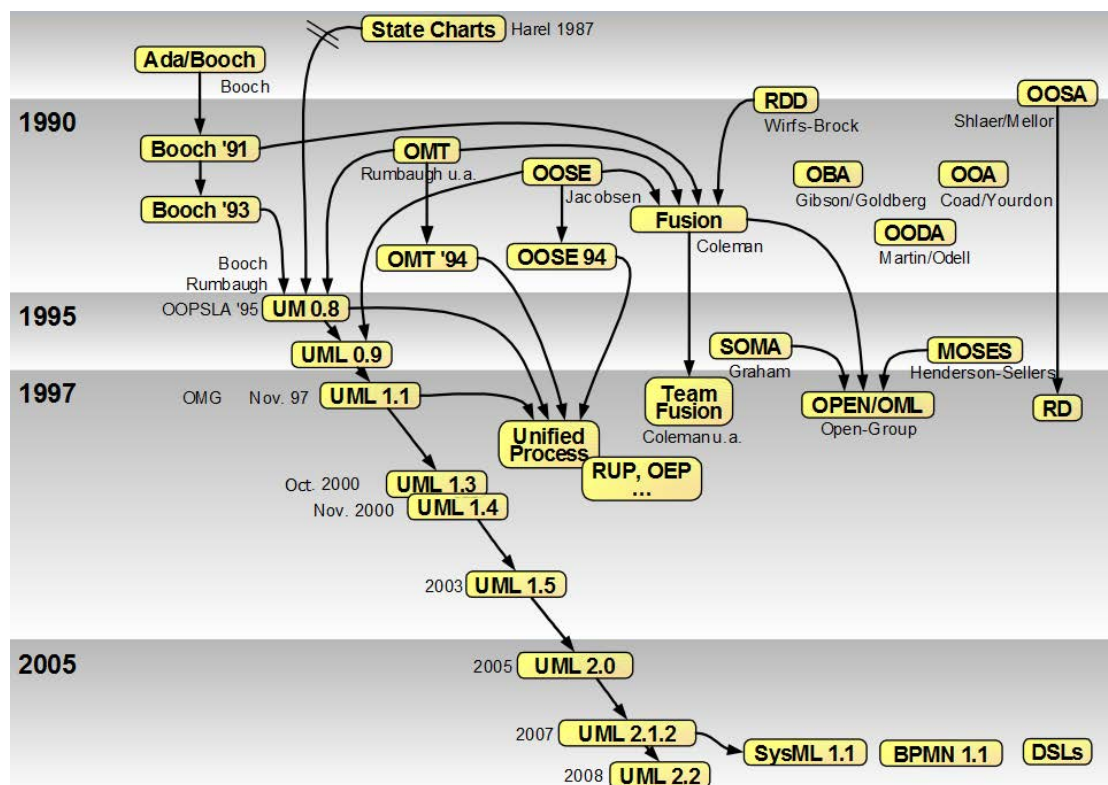 State Charts Harel 1987
Ada/Booch
Booch
1990
RDD
Wirfs-Brock
OOSA
Shlaer/Mellor
Booch '91
OMT
Rumbaugh u.a.
OOSE
Jacobsen
OBA
Gibson/Goldberg
OOA
Coad/Yourdon
Booch '93
Fusion
Coleman
OODA
Martin/Odell
OMT '94
OOSE 94
Booch
Rumbaugh
1995
OOPSLA '95
UM 0.8
UML 0.9
SOMA
Graham
MOSES
Henderson-Sellers
1997
OMG Nov. 97
UML 1.1
Team
Fusion
Coleman u.a.
OPEN/OML
Open-Group
RD
Unified
Process
RUP, OEP
...
Oct. 2000
UML 1.3
Nov. 2000
UML 1.4
2003
UML 1.5
2005
2005
UML 2.0
2007
UML 2.1.2
SysML 1.1
BPMN 1.1
DSLs
2008
UML 2.2